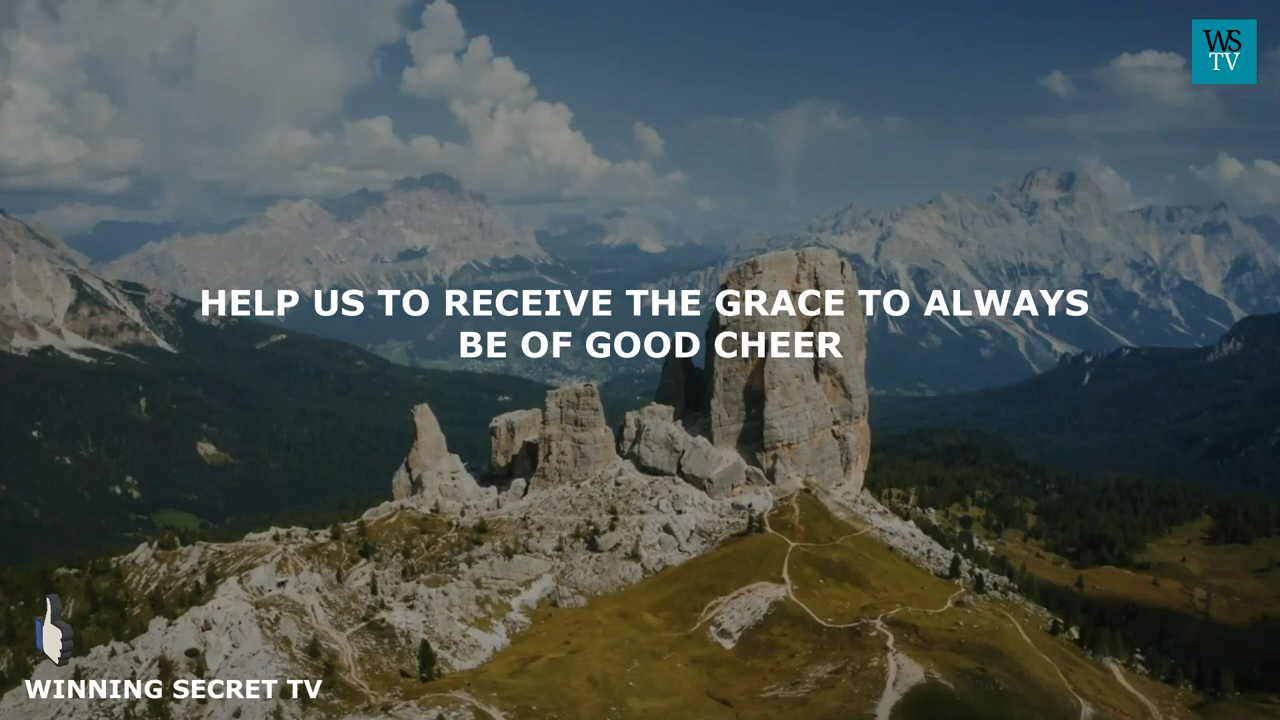 WS
TV
HELP US TO RECEIVE THE GRACE TO ALWAYS
BE OF GOOD CHEER
WINNING SECRET TV